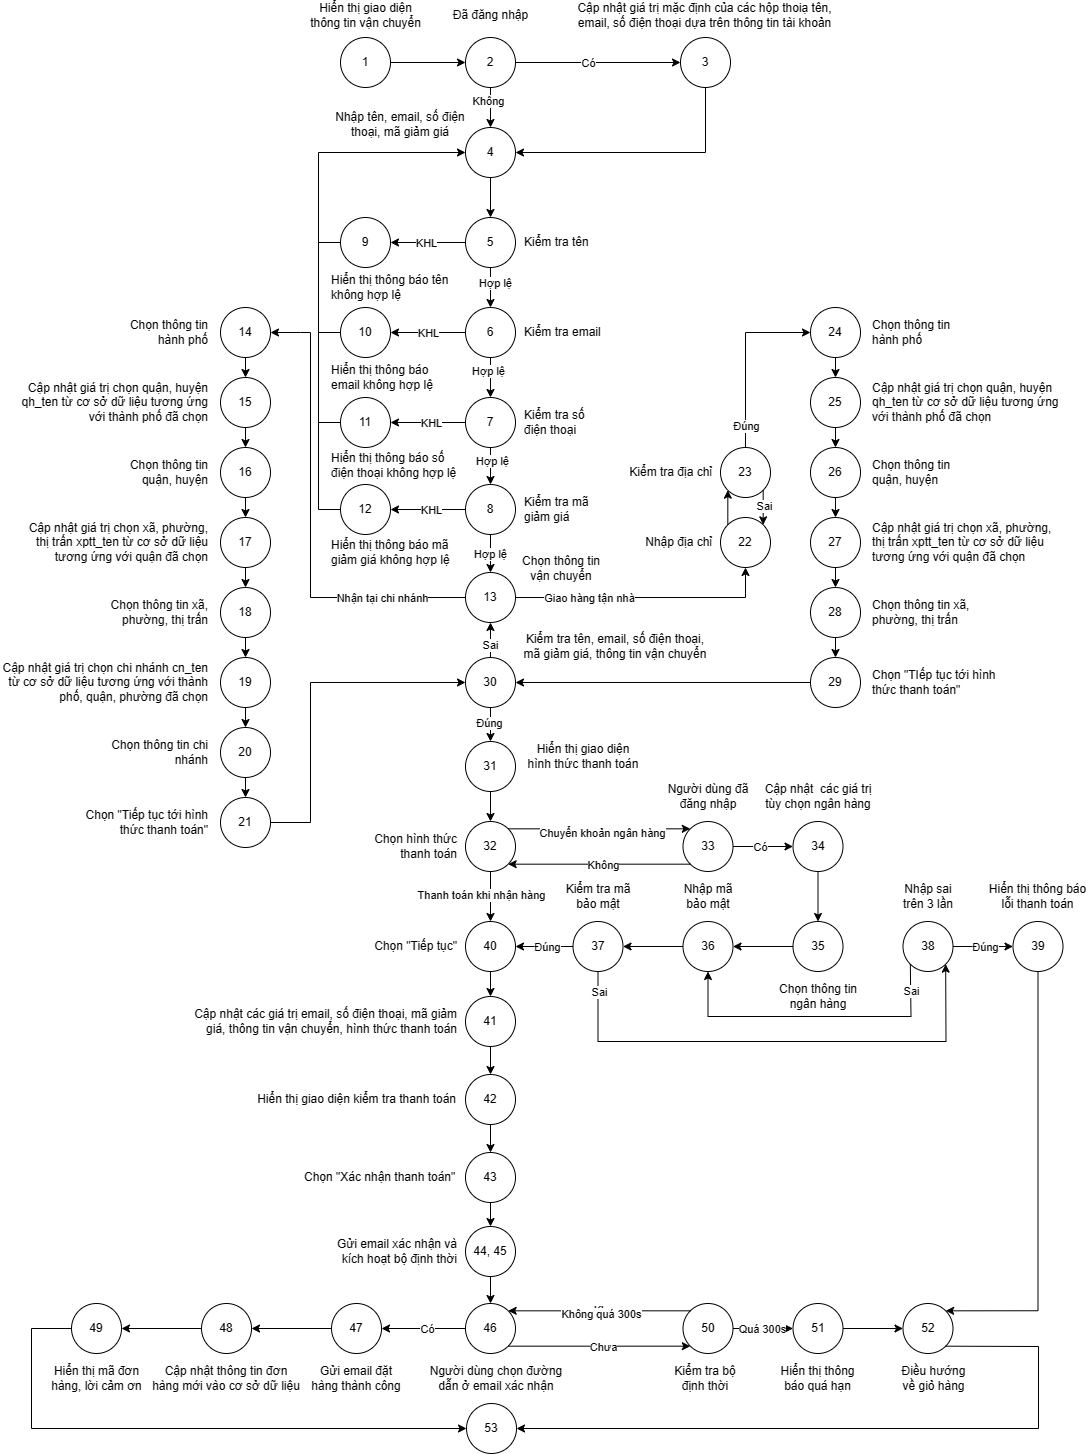 Hiển thị giao diện
thông tin vận chuyển
Đã đăng nhập
Cập nhật giá trị mặc định của các hộp thoịa tên,
email, số điện thoại dựa trên thông tin tài khoản
1
2
Có
3
Không
Nhập tên, email, số điện
thoại, mã giảm giá
4
9
KHL
5
Kiểm tra tên
Hiển thị thông báo tên
không hợp lệ
Hợp lệ
Chọn thông tin
hành phố
14
10
KHL
6
Kiểm tra email
24
Chọn thông tin
hành phố
Hiển thị thông báo
email không hợp lệ
Hợp lệ
Cập nhật giá trị chọn quận, huyện
qh_ten từ cơ sở dữ liệu tương ứng
với thành phố đã chọn
15
11
KHL
7
Kiểm tra số
điện thoại
25
Cập nhật giá trị chọn quận, huyện
qh_ten từ cơ sở dữ liệu tương ứng
với thành phố đã chọn
Đúng
Hiển thị thông báo số
điện thoại không hợp lệ
Hợp lệ
Chọn thông tin
quận, huyện
16
Kiểm tra địa chỉ
23
26
Chọn thông tin
quận, huyện
12
KHL
8
Kiểm tra mã
giảm giá
Sai
Cập nhật giá trị chọn xã, phường,
thị trấn xptt_ten từ cơ sở dữ liệu
tương ứng với quận đã chọn
17
Hiển thị thông báo mã
giảm giá không hợp lệ
Hợp lệ
Nhập địa chỉ
22
27
Cập nhật giá trị chọn xã, phường,
thị trấn xptt_ten từ cơ sở dữ liệu
tương ứng với quận đã chọn
Chọn thông tin
vận chuyển
Nhận tại chi nhánh
13
Giao hàng tận nhà
Chọn thông tin xã,
phường, thị trấn
18
28
Chọn thông tin xã,
phường, thị trấn
Sai
Kiểm tra tên, email, số điện thoại,
mã giảm giá, thông tin vận chuyển
Cập nhật giá trị chọn chi nhánh cn_ten
từ cơ sở dữ liệu tương ứng với thành
phố, quận, phường đã chọn
19
30
29
Chọn "TIếp tục tới hình
thức thanh toán"
Đúng
Chọn thông tin chi
nhánh
20
31
Hiển thị giao diện
hình thức thanh toán
Chọn "Tiếp tục tới hình
thức thanh toán"
21
Người dùng đã
đăng nhập
Cập nhật  các giá trị
tùy chọn ngân hàng
Chọn hình thức
thanh toán
32
Chuyển khoản ngân hàng
Không
33
Có
34
Thanh toán khi nhận hàng
Kiểm tra mã
bảo mật
Nhập mã
bảo mật
Nhập sai
trên 3 lần
Hiển thị thông báo
lỗi thanh toán
Chọn "Tiếp tục"
40
Đúng
37
36
35
38
Đúng
39
Sai
Chọn thông tin
ngân hàng
Sai
Cập nhật các giá trị email, số điện thoại, mã giảm
giá, thông tin vận chuyển, hình thức thanh toán
41
Hiển thị giao diện kiểm tra thanh toán
42
Chọn "Xác nhận thanh toán"
43
Gửi email xác nhận và
kích hoạt bộ định thời
44, 45
49
48
47
Có
46
Không quá 300s
Chưa
50
Quá 300s
51
52
Hiển thị mã đơn
hàng, lời cảm ơn
Cập nhật thông tin đơn
hàng mới vào cơ sở dữ liệu
Gửi email đặt
hàng thành công
Người dùng chọn đường
dẫn ở email xác nhận
Kiểm tra bộ
định thời
Hiển thị thông
báo quá hạn
Điều hướng
về giỏ hàng
53